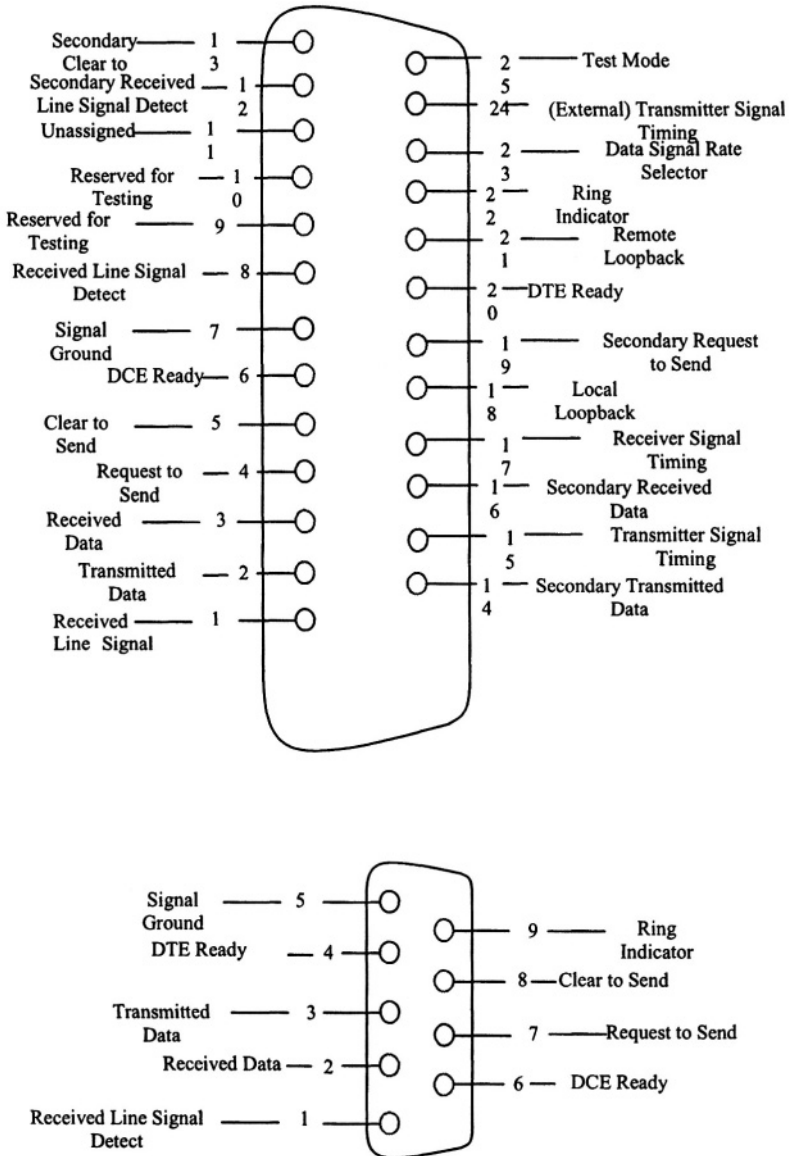 Secondary 1
Clear to 3
Secondary Received 1
Line Signal Detect 2
Unassigned 1
1
Reserved for 1
Testing 0
Reserved for 9
Testing
Received Line Signal 8
Detect
Signal 7
Ground
DCE Ready 6
Clear to 5
Send
Request to 4
Send
Received 3
Data
Transmitted 2
Data
Received 1
Line Signal
2 Test Mode
5
24 (External) Transmitter Signal
Timing
2 Data Signal Rate
3 Selector
2 Ring
2 Indicator
2 Remote
1 Loopback
2 DTE Ready
0
1 Secondary Request
9 to Send
1 Local
8 Loopback
1 Receiver Signal
7 Timing
1 Secondary Received
6 Data
1 Transmitter Signal
5 Timing
1 Secondary Transmitted
4 Data
Signal 5
Ground
DTE Ready 4
Transmitted 3
Data
Received Data 2
Received Line Signal 1
Detect
9 Ring
Indicator
8 Clear to Send
7 Request to Send
6 DCE Ready